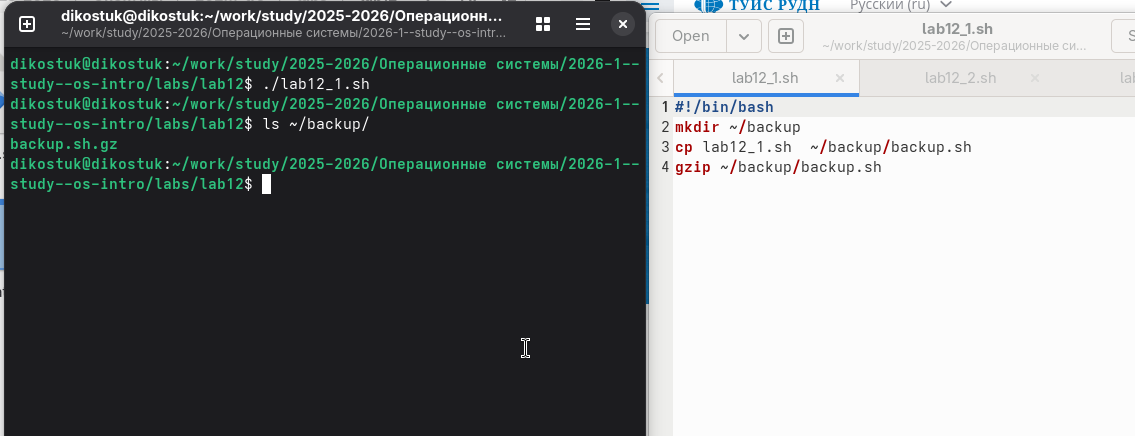 dikostuk@dikostuk:~/work/study/2025-2026/Операционн...
~/work/study/2025-2026/Операционные системы/2026-1--study--os-intr...
dikostuk@dikostuk:~/work/study/2025-2026/Операционные системы/2026-1--
study--os-intro/labs/lab12$ ./lab12_1.sh
dikostuk@dikostuk:~/work/study/2025-2026/Операционные системы/2026-1--
study--os-intro/labs/lab12$ ls ~/backup/
backup.sh.gz
dikostuk@dikostuk:~/work/study/2025-2026/Операционные системы/2026-1--
study--os-intro/labs/lab12$
ТУИС РУДН
Русский (ru)
Open
lab12_1.sh
~/work/study/2025-2026/Операционные си...
lab12_1.sh
lab12_2.sh
1 #!/bin/bash
2 mkdir ~/backup
3 cp lab12_1.sh  ~/backup/backup.sh
4 gzip ~/backup/backup.sh